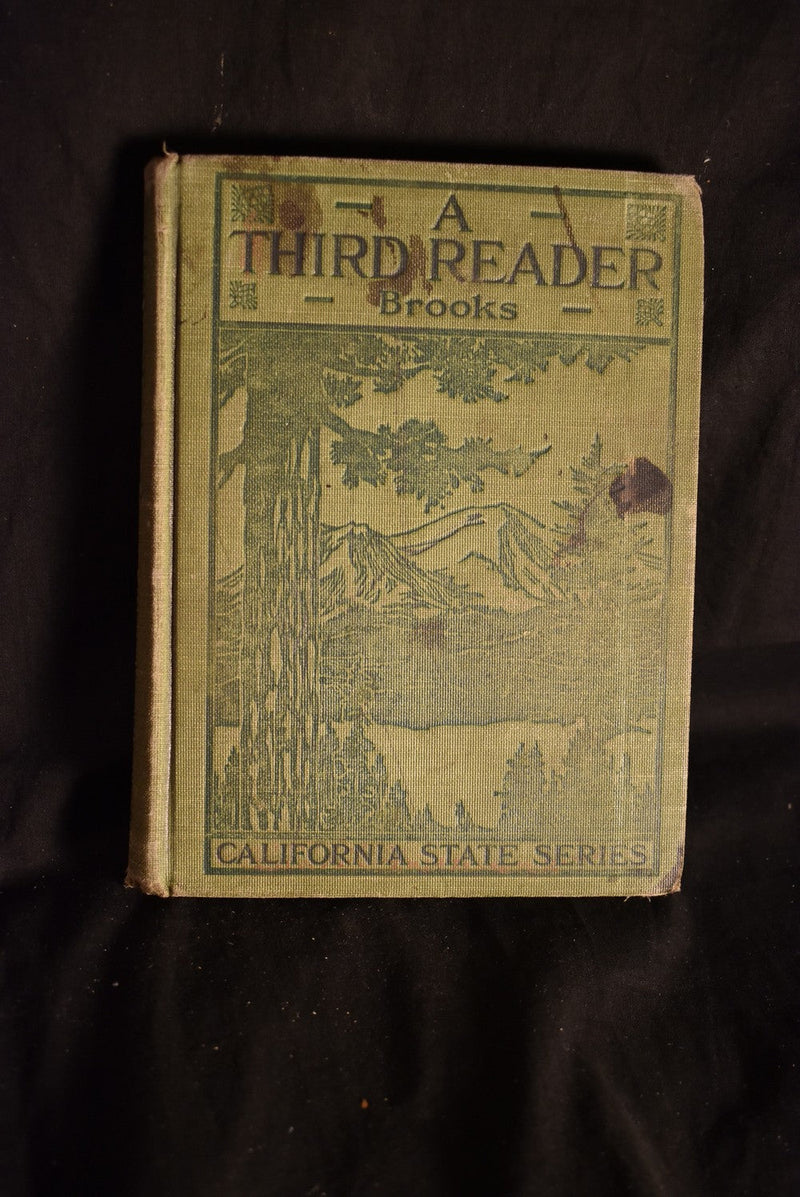 A
THIRD READER
Brooks
CALIFORNIA STATE SERIES